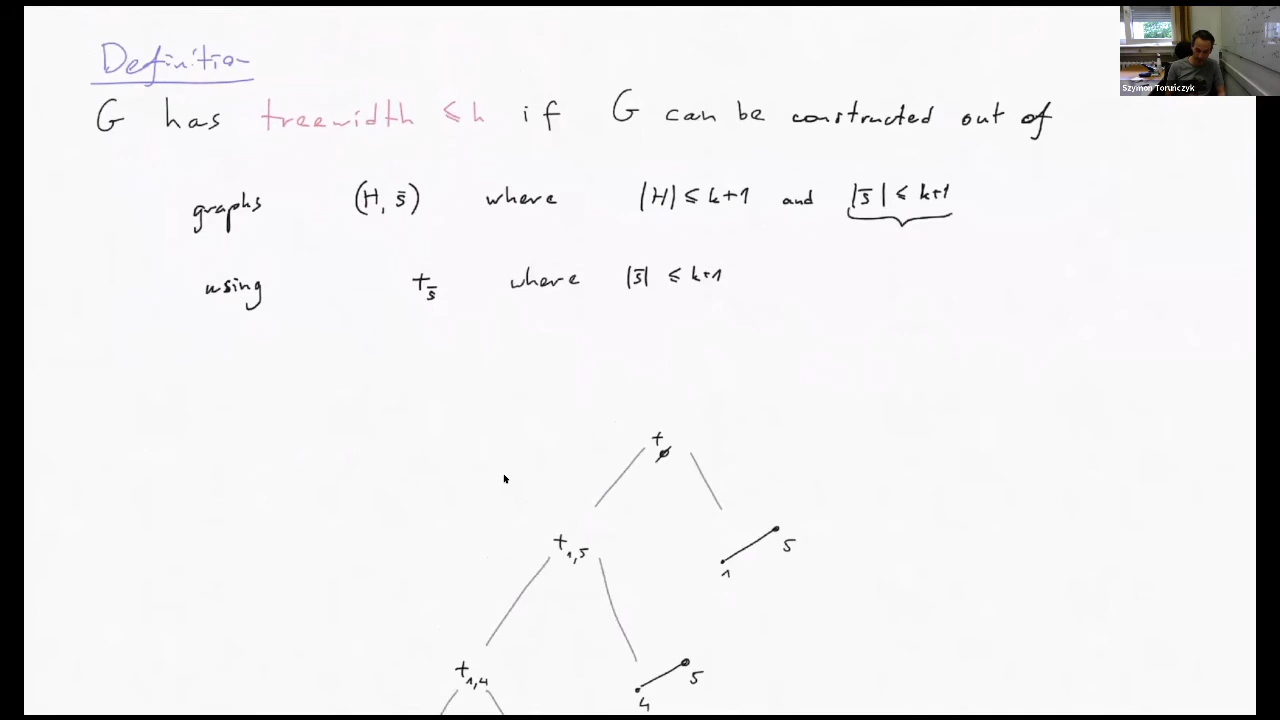 Definition
Szymon Toruńczyk
G has treewidth ≤ k if G can be constructed out of
graphs (H, s̄) where |H| ≤ k+1 and |s̄| ≤ k+1
using +s̄ where |s̄| ≤ k+1
+∅
+1,5
1 5
+1,4
4 5